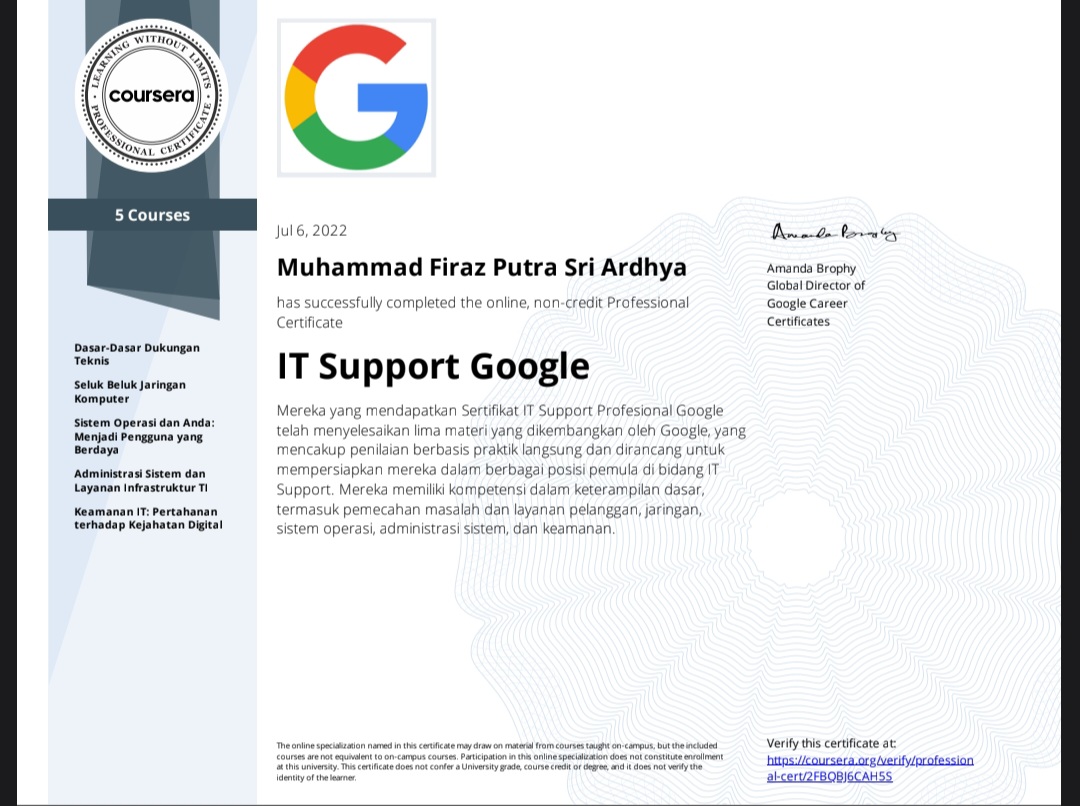 LEARNING WITHOUT LIMITS
coursera
PROFESSIONAL CERTIFICATE
5 Courses
Dasar-Dasar Dukungan
Teknis
Seluk Beluk Jaringan
Komputer
Sistem Operasi dan Anda:
Menjadi Pengguna yang
Berdaya
Administrasi Sistem dan
Layanan Infrastruktur TI
Keamanan IT: Pertahanan
terhadap Kejahatan Digital
Jul 6, 2022
Muhammad Firaz Putra Sri Ardhya
has successfully completed the online, non-credit Professional
Certificate
IT Support Google
Mereka yang mendapatkan Sertifikat IT Support Profesional Google
telah menyelesaikan lima materi yang dikembangkan oleh Google, yang
mencakup penilaian berbasis praktik langsung dan dirancang untuk
mempersiapkan mereka dalam berbagai posisi pemula di bidang IT
Support. Mereka memiliki kompetensi dalam keterampilan dasar,
termasuk pemecahan masalah dan layanan pelanggan, jaringan,
sistem operasi, administrasi sistem, dan keamanan.
Amanda Brophy
Amanda Brophy
Global Director of
Google Career
Certificates
The online specialization named in this certificate may draw on material from courses taught on-campus, but the included
courses are not equivalent to on-campus courses. Participation in this online specialization does not constitute enrollment
at this university. This certificate does not confer a University grade, course credit or degree, and it does not verify the
identity of the learner.
Verify this certificate at:
https://coursera.org/verify/profession
al-cert/2FBQBJ6CAH5S